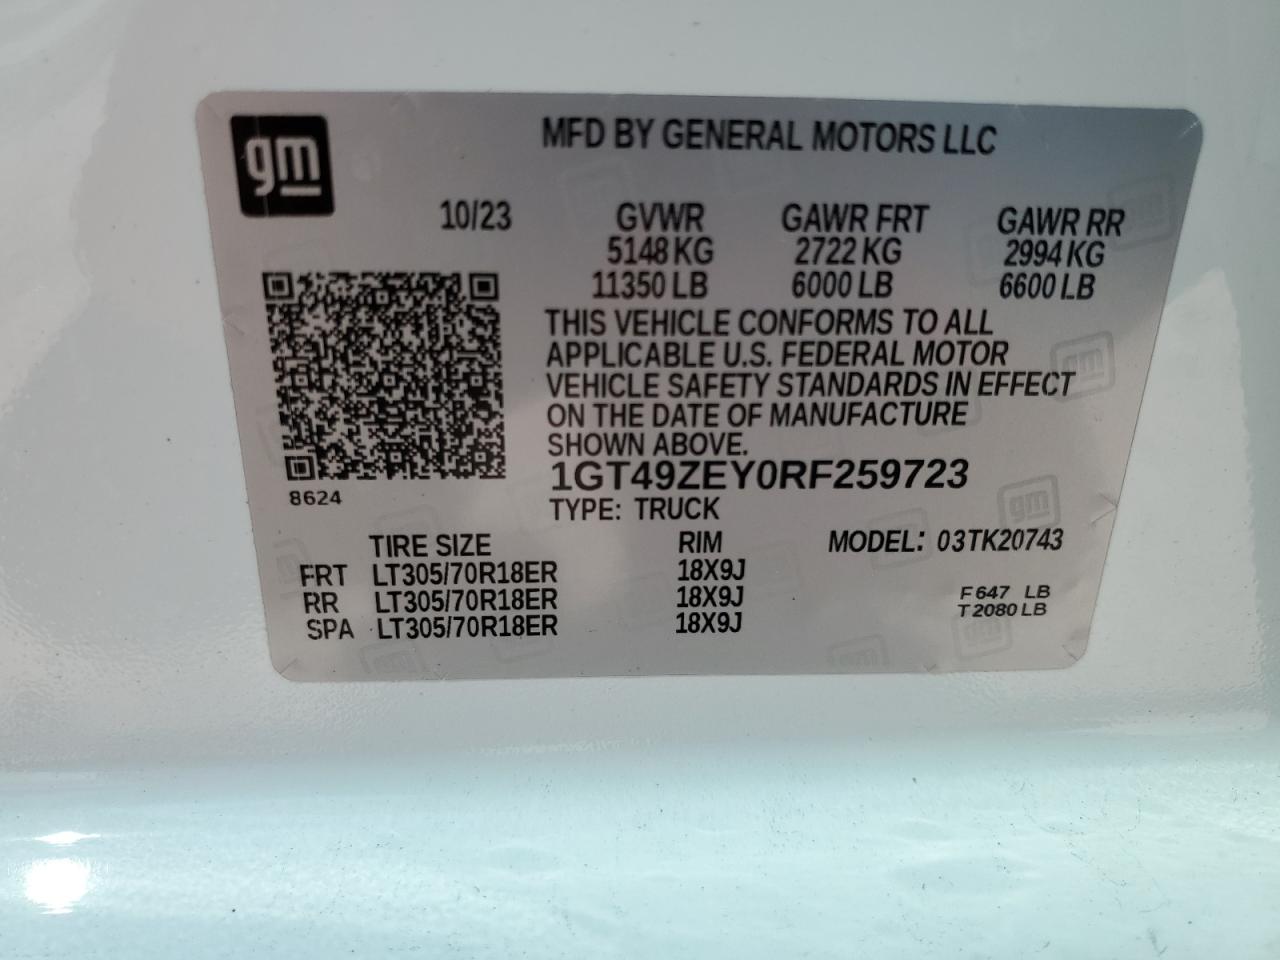 gm
MFD BY GENERAL MOTORS LLC
10/23 GVWR GAWR FRT GAWR RR
5148 KG 2722 KG 2994 KG
11350 LB 6000 LB 6600 LB
THIS VEHICLE CONFORMS TO ALL
APPLICABLE U.S. FEDERAL MOTOR
VEHICLE SAFETY STANDARDS IN EFFECT
ON THE DATE OF MANUFACTURE
SHOWN ABOVE.
1GT49ZEY0RF259723
8624
TYPE: TRUCK
TIRE SIZE RIM MODEL: 03TK20743
FRT LT305/70R18ER 18X9J
RR LT305/70R18ER 18X9J
SPA LT305/70R18ER 18X9J
F 647 LB
T 2080 LB